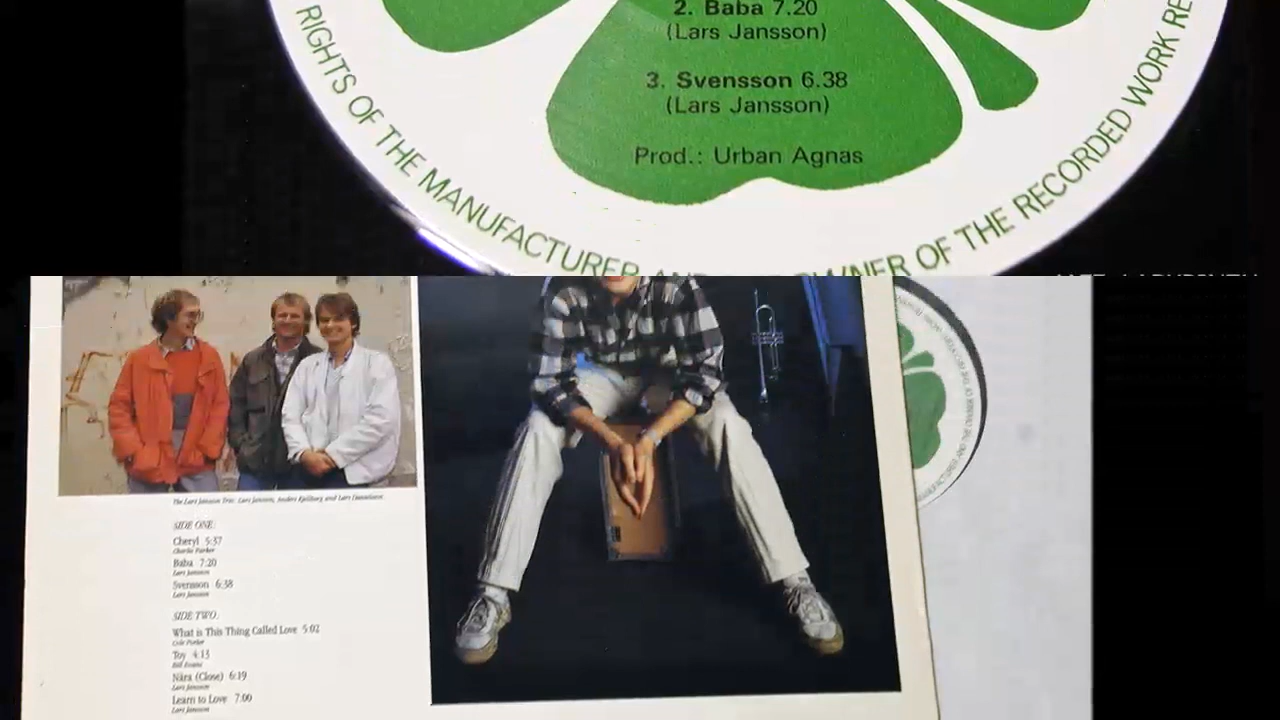 2. Baba 7.20
(Lars Jansson)
3. Svensson 6.38
(Lars Jansson)
Prod.: Urban Agnas
RIGHTS OF THE MANUFACTURER AND OWNER OF THE RECORDED WORK RE
The Lars Jansson Trio: Lars Jansson, Anders Kjellberg and Lars Danielsson.
SIDE ONE:
Cheryl 5:37
Charlie Parker
Baba 7:20
Lars Jansson
Svensson 6:38
Lars Jansson
SIDE TWO:
What is This Thing Called Love 5:02
Cole Porter
Toy 4:13
Bill Evans
Nära (Close) 6:19
Lars Jansson
Learn to Love 7:00
Lars Jansson